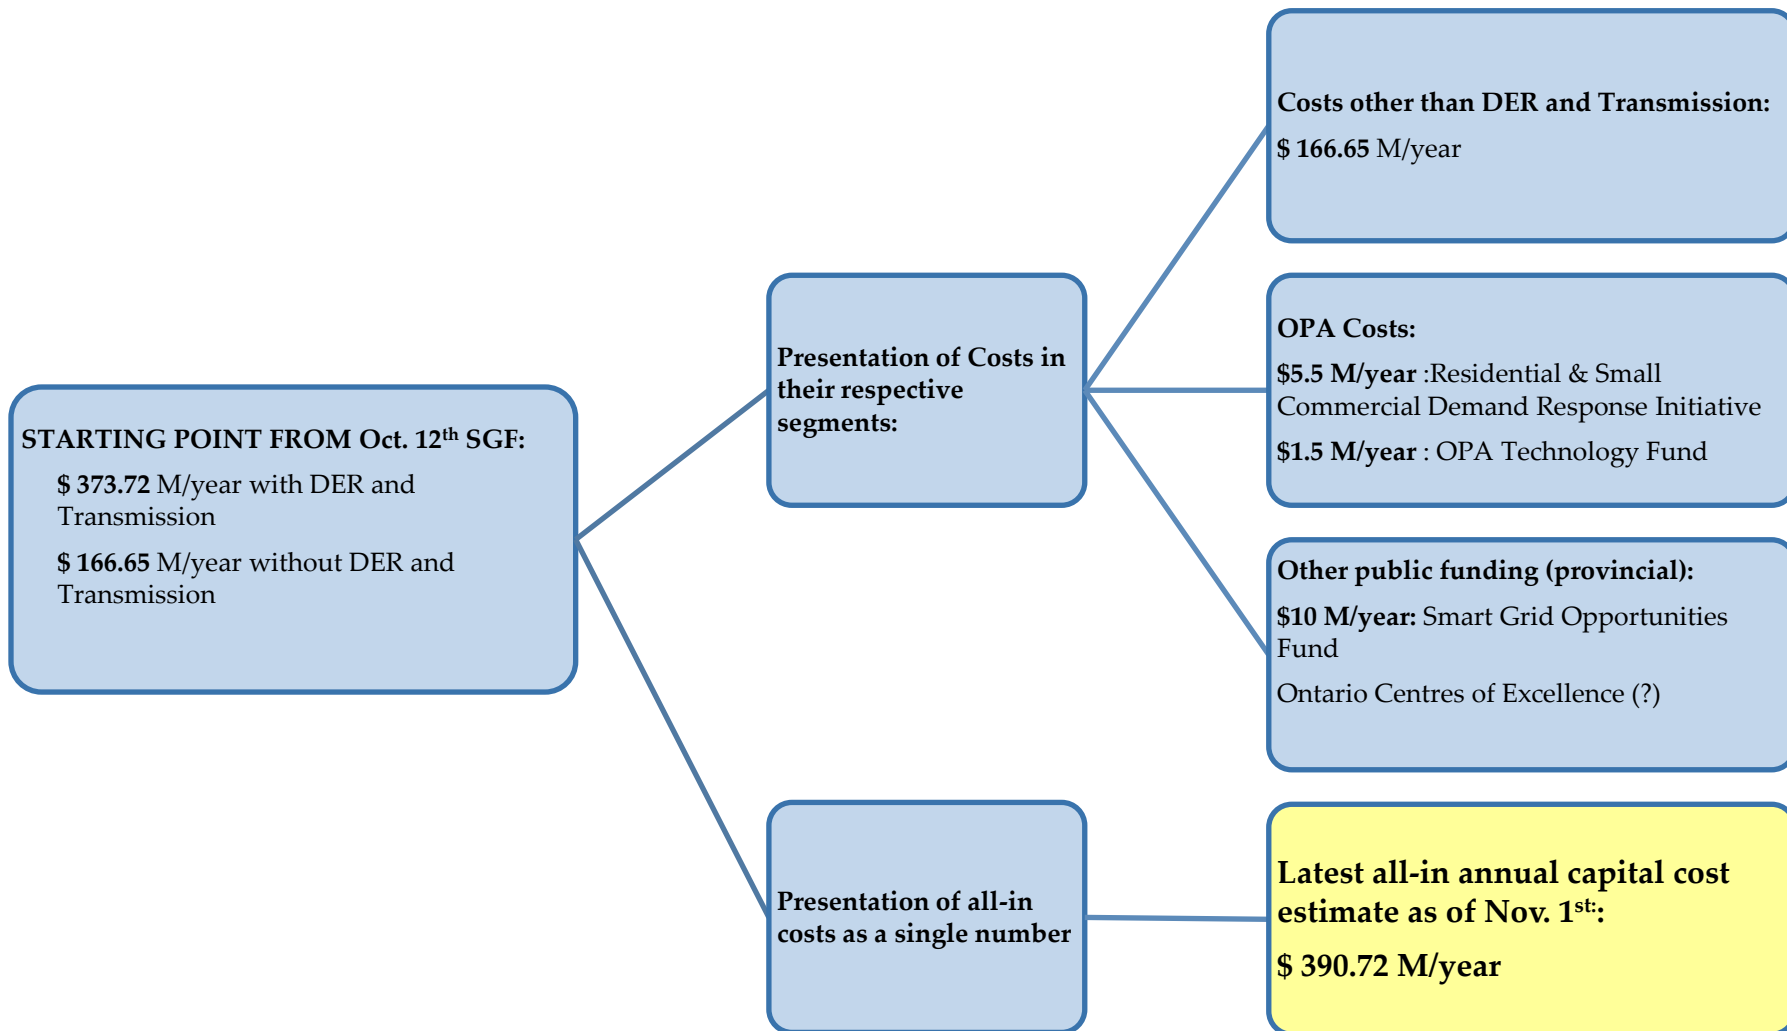 STARTING POINT FROM Oct. 12th SGF:
$ 373.72 M/year with DER and
Transmission
$ 166.65 M/year without DER and
Transmission
Presentation of Costs in
their respective
segments:
Costs other than DER and Transmission:
$ 166.65 M/year
OPA Costs:
$5.5 M/year :Residential & Small
Commercial Demand Response Initiative
$1.5 M/year : OPA Technology Fund
Other public funding (provincial):
$10 M/year: Smart Grid Opportunities
Fund
Ontario Centres of Excellence (?)
Presentation of all-in
costs as a single number
Latest all-in annual capital cost
estimate as of Nov. 1st::
$ 390.72 M/year